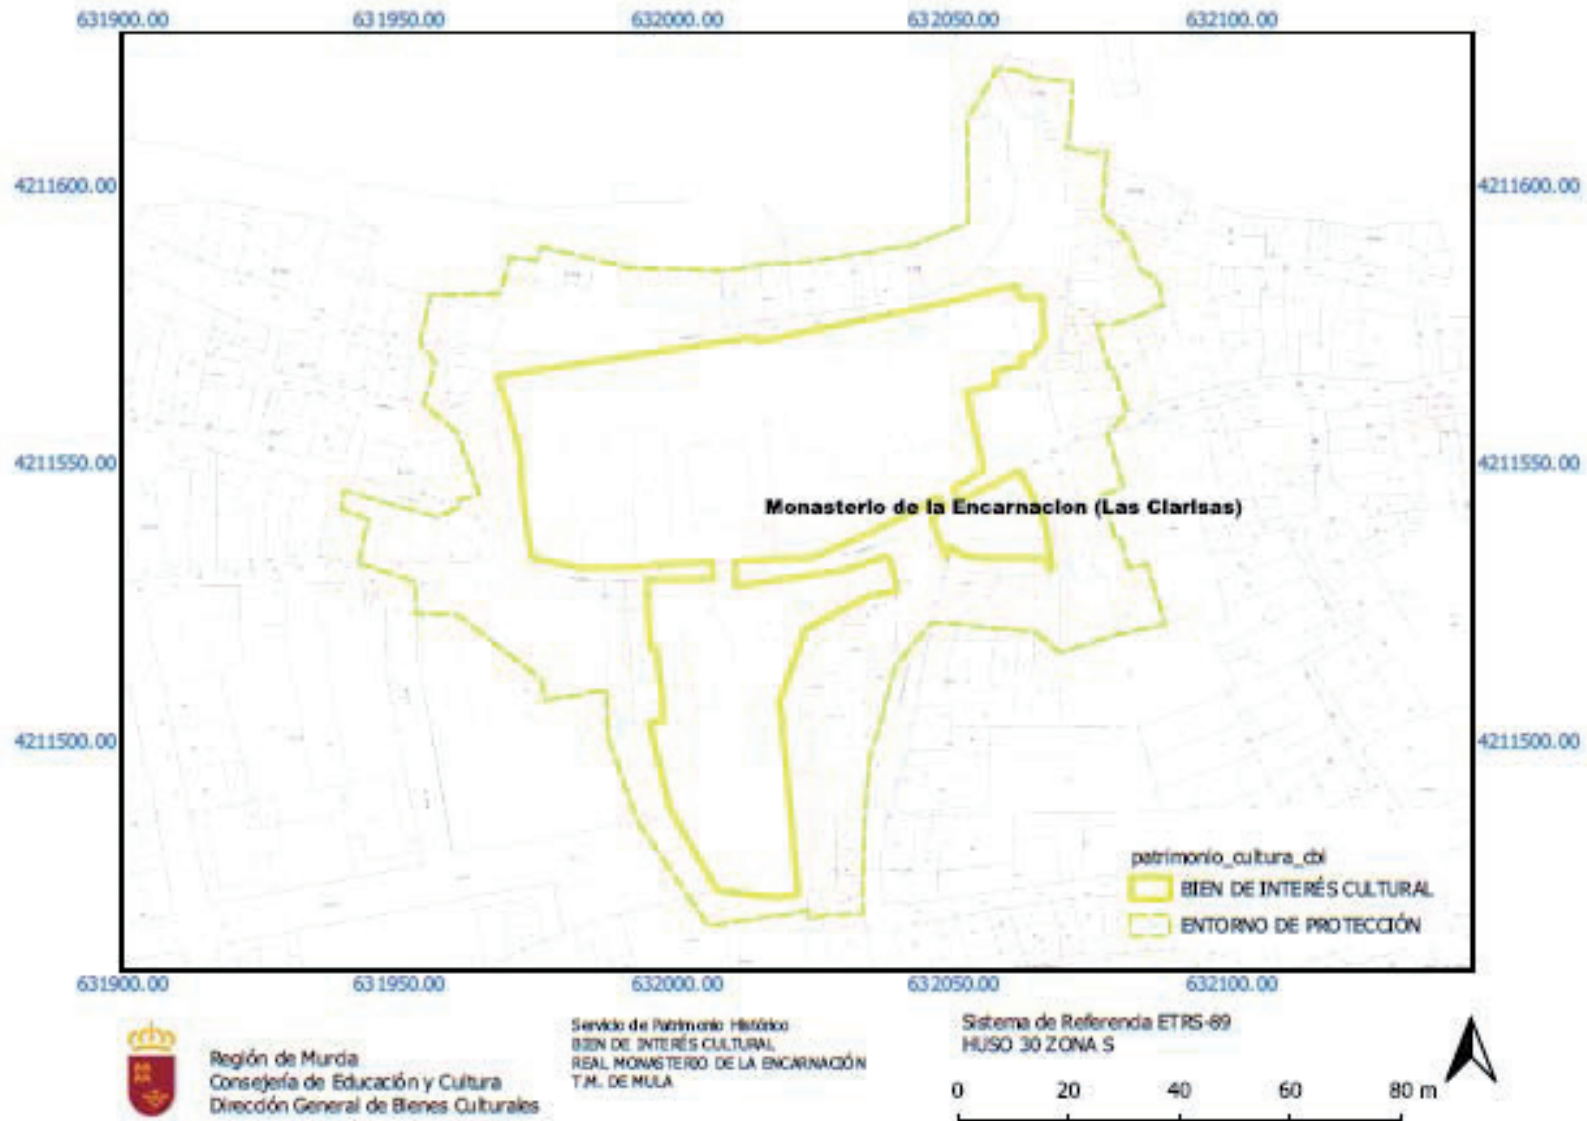 631900.00 631950.00 632000.00 632050.00 632100.00
4211600.00 4211600.00
4211550.00 4211550.00
Monasterio de la Encarnacion (Las Clarisas)
4211500.00 4211500.00
patrimonio_cultura_cbi
BIEN DE INTERÉS CULTURAL
ENTORNO DE PROTECCIÓN
631900.00 631950.00 632000.00 632050.00 632100.00
Región de Murcia
Consejería de Educación y Cultura
Dirección General de Bienes Culturales
Servicio de Patrimonio Histórico
BIEN DE INTERÉS CULTURAL
REAL MONASTERIO DE LA ENCARNACIÓN
T.M. DE MULA
Sistema de Referencia ETRS-89
HUSO 30 ZONA S
0 20 40 60 80 m